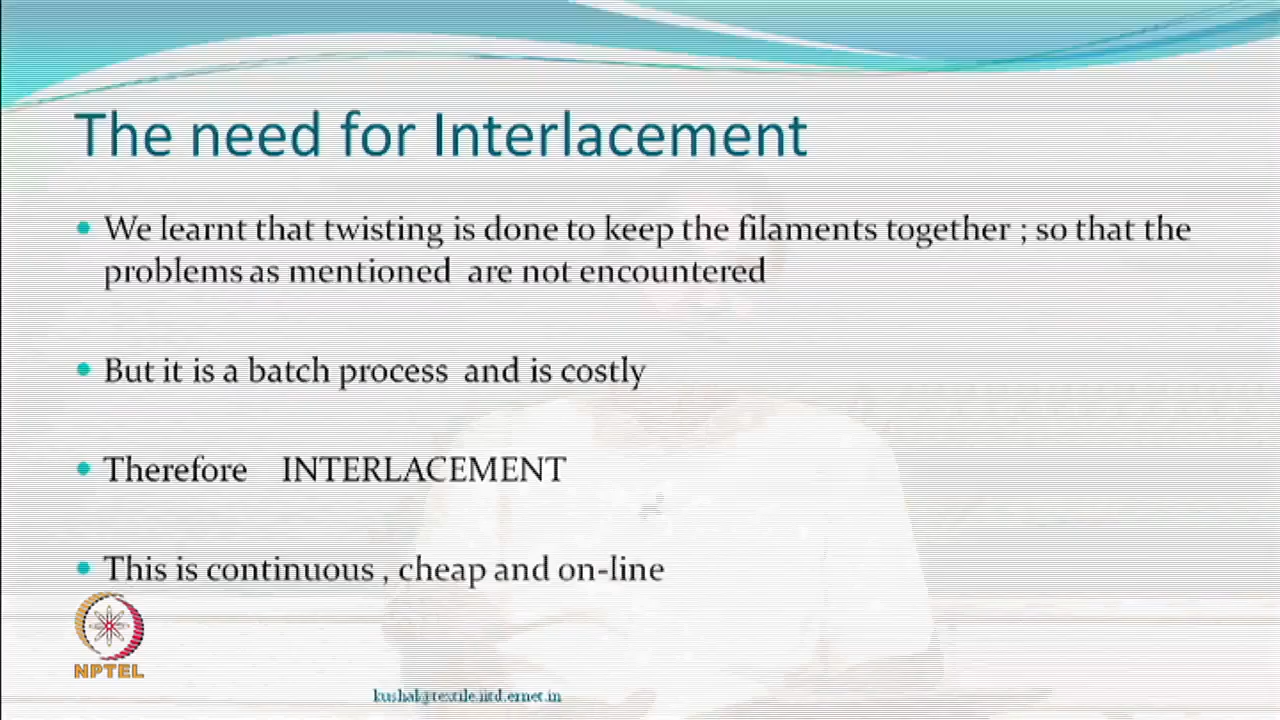 The need for Interlacement
We learnt that twisting is done to keep the filaments together ; so that the
problems as mentioned are not encountered
But it is a batch process and is costly
Therefore INTERLACEMENT
This is continuous , cheap and on-line
NPTEL
kushal@textile.iitd.ernet.in